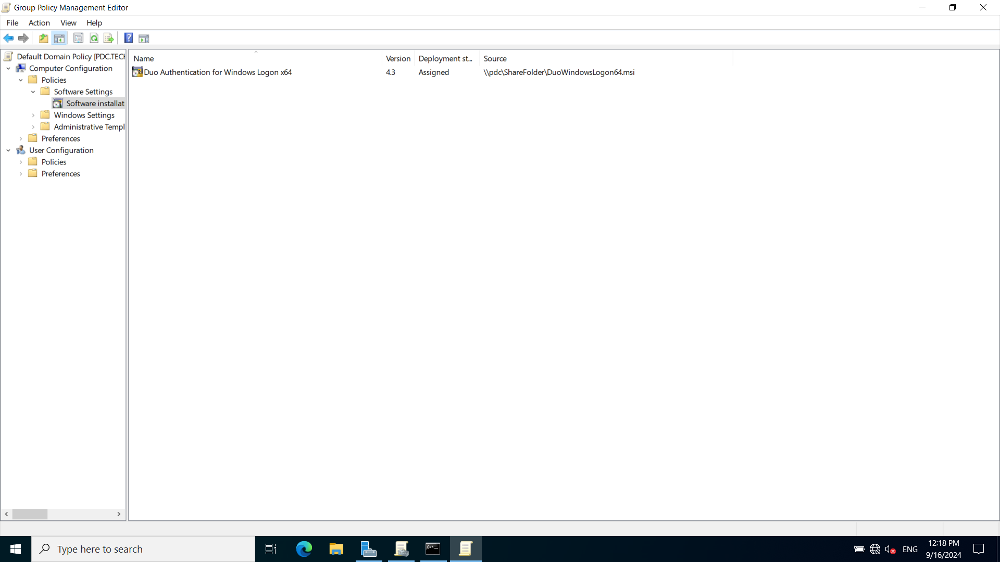 Group Policy Management Editor
File Action View Help
Default Domain Policy [PDC.TECH
Computer Configuration
Policies
Software Settings
Software installat
Windows Settings
Administrative Templ
Preferences
User Configuration
Policies
Preferences
Name Version Deployment st... Source
Duo Authentication for Windows Logon x64 4.3 Assigned \\pdc\ShareFolder\DuoWindowsLogon64.msi
Type here to search
ENG
12:18 PM
9/16/2024